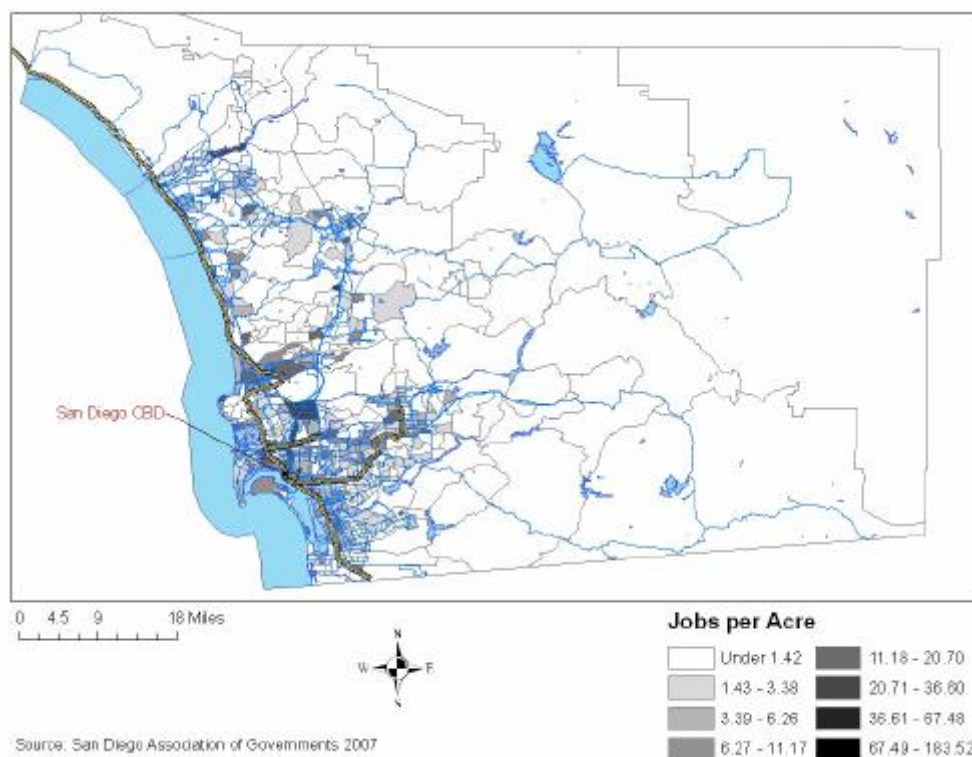 San Diego CBD
0 4.5 9 18 Miles
N
W E
S
Jobs per Acre
Under 1.42
1.43 - 3.38
3.39 - 6.26
6.27 - 11.17
11.18 - 20.70
20.71 - 36.60
36.61 - 67.48
67.49 - 183.52
Source: San Diego Association of Governments 2007